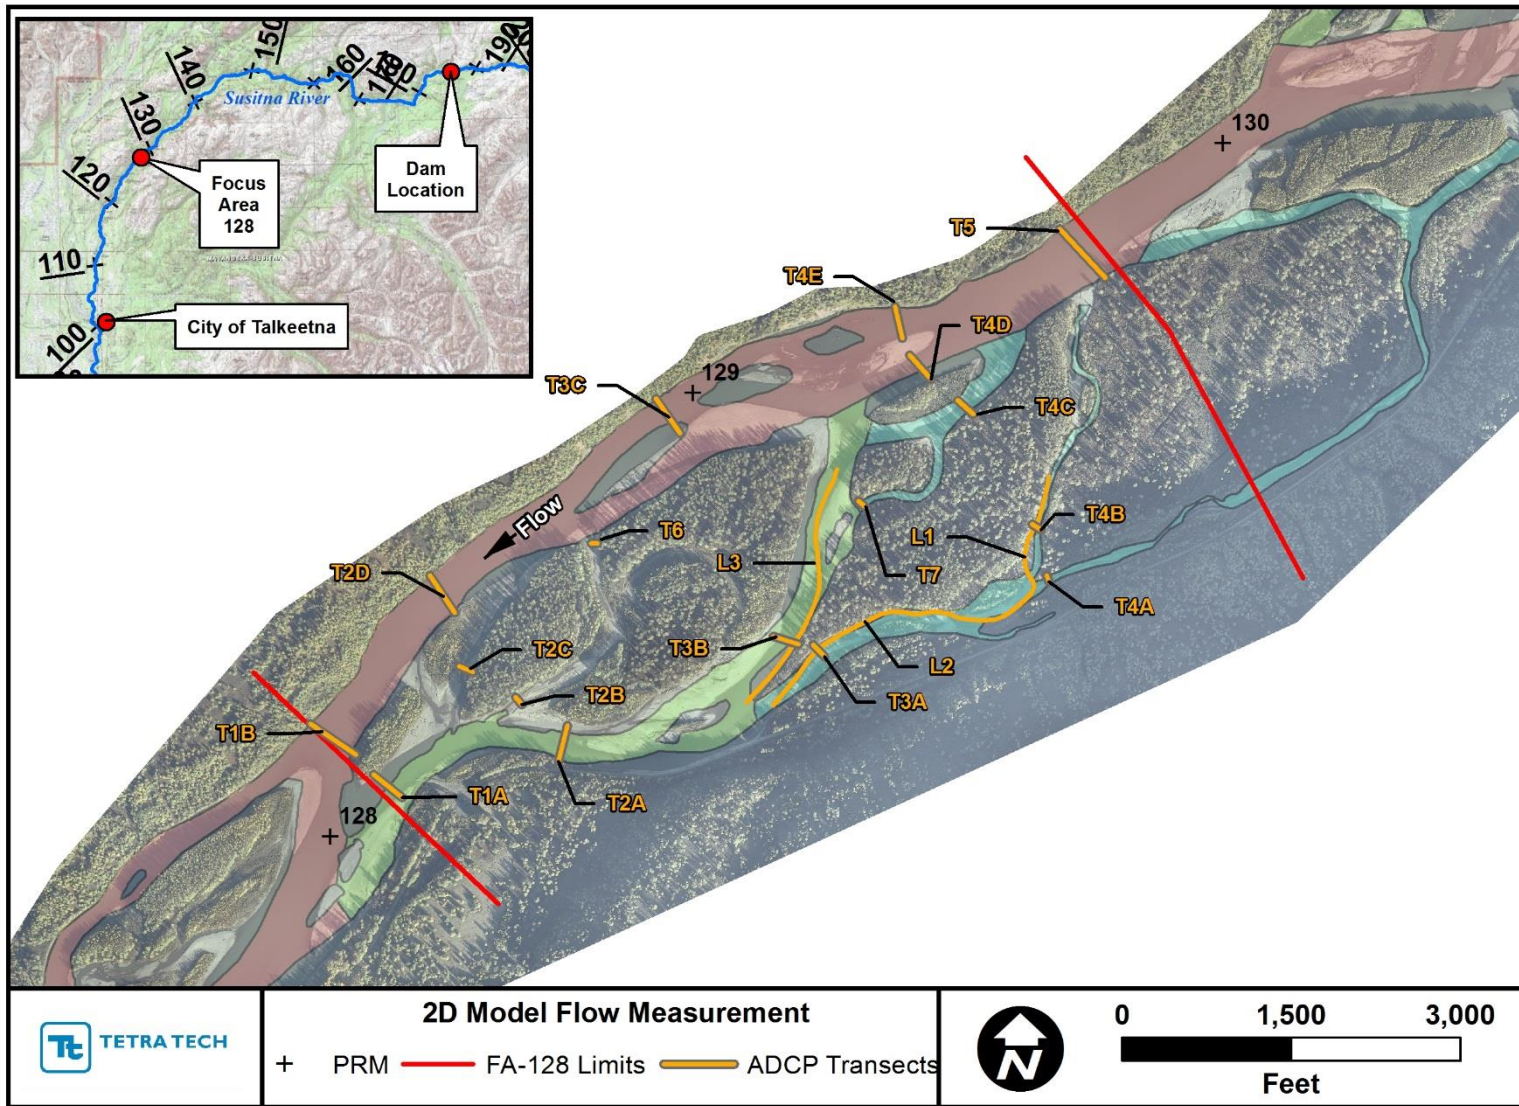 150
160
170
180
190
140
130
120
110
100
Susitna River
Dam
Location
Focus
Area
128
City of Talkeetna
130
T5
T4E
T4D
129
T3C
T4C
Flow
T6
L3
T7
L1
T4B
T2D
T4A
T2C
T3B
L2
T2B
T3A
T1B
T1A
T2A
128
TETRA TECH
Tt
2D Model Flow Measurement
PRM
FA-128 Limits
ADCP Transects
N
0
1,500
3,000
Feet